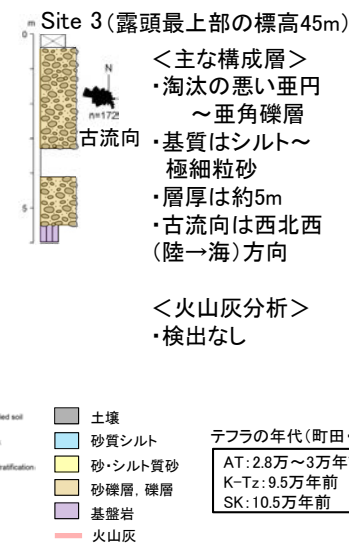 m Site 3(露頭最上部の標高45m)
0
<主な構成層>
・淘汰の悪い亜円
～亜角礫層
・基質はシルト～
極細粒砂
・層厚は約5m
・古流向は西北西
(陸→海)方向
N
古流向
5
<火山灰分析>
・検出なし
土壌
砂質シルト
砂・シルト質砂
砂礫層, 礫層
基盤岩
火山灰
テフラの年代(町田・
AT:2.8万～3万年
K-Tz:9.5万年前
SK:10.5万年前